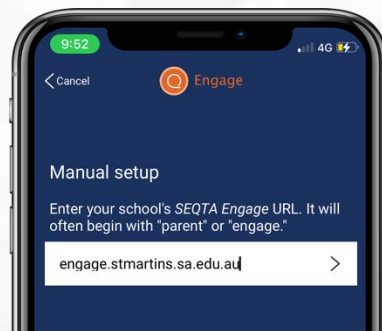 9:52
4G
Cancel
Engage
Manual setup
Enter your school's SEQTA Engage URL. It will
often begin with "parent" or "engage."
engage.stmartins.sa.edu.au